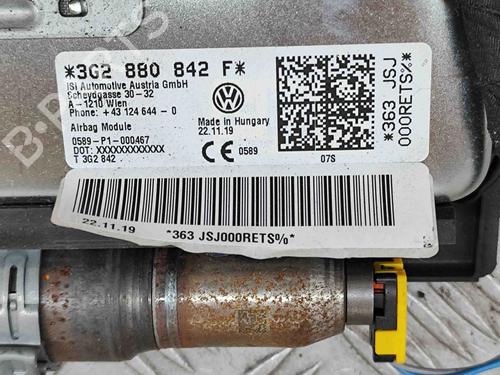 *3G2 880 842 F*
ISI Automotive Austria GmbH
Scheydgasse 30-32
A-1210 Wien
Phone: +43 124 644 - 0
Airbag Module
0589-P1-000467
DOT: XXXXXXXXXXXX
T 3G2 842
Made in Hungary
22.11.19
CE 0589
07S
*363 JSJ
000RETS%*
22.11.19
*363 JSJ000RETS%*
B-PARTS